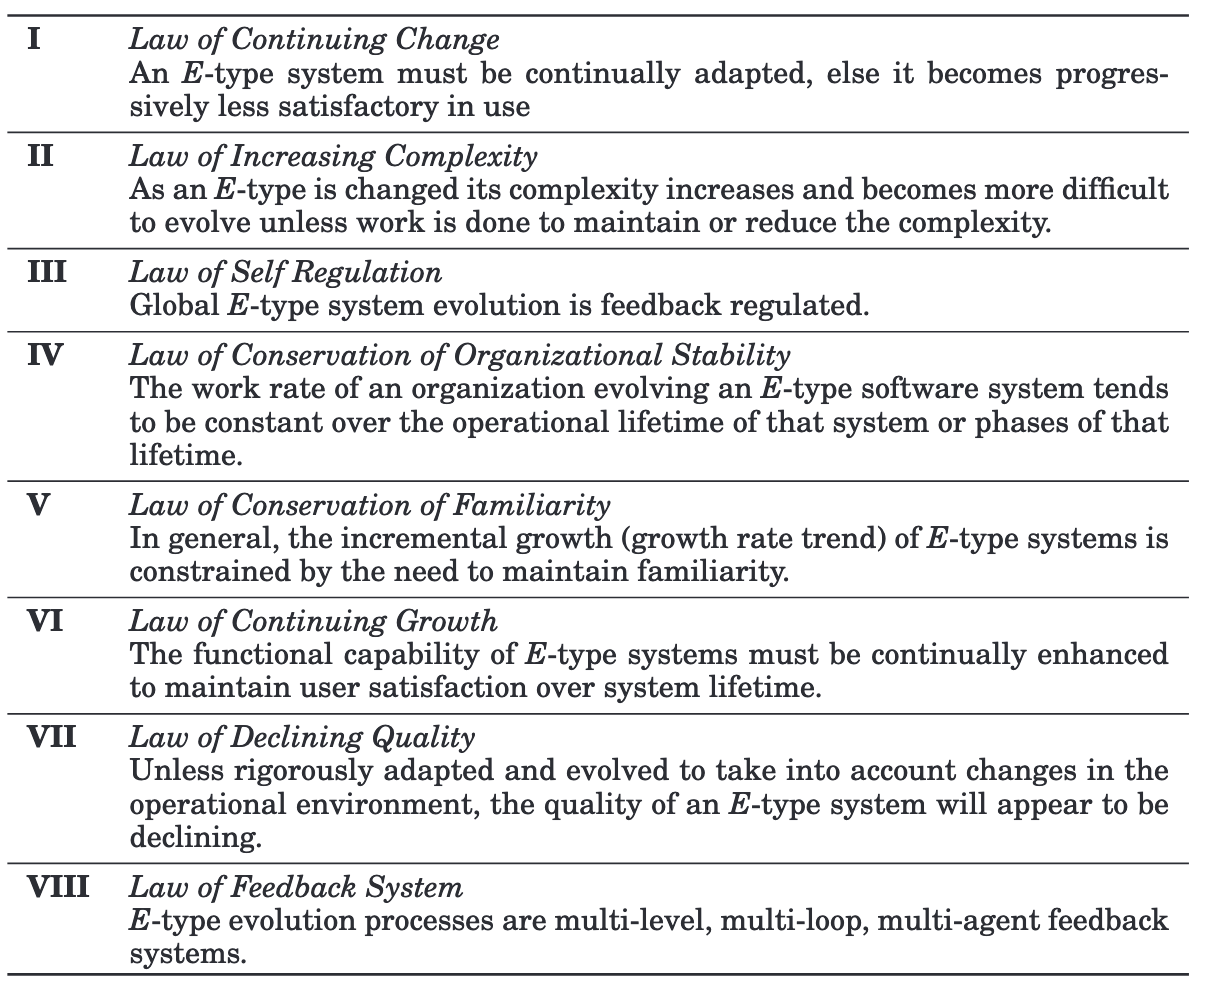 I Law of Continuing Change
An E-type system must be continually adapted, else it becomes progres-
sively less satisfactory in use
II Law of Increasing Complexity
As an E-type is changed its complexity increases and becomes more difficult
to evolve unless work is done to maintain or reduce the complexity.
III Law of Self Regulation
Global E-type system evolution is feedback regulated.
IV Law of Conservation of Organizational Stability
The work rate of an organization evolving an E-type software system tends
to be constant over the operational lifetime of that system or phases of that
lifetime.
V Law of Conservation of Familiarity
In general, the incremental growth (growth rate trend) of E-type systems is
constrained by the need to maintain familiarity.
VI Law of Continuing Growth
The functional capability of E-type systems must be continually enhanced
to maintain user satisfaction over system lifetime.
VII Law of Declining Quality
Unless rigorously adapted and evolved to take into account changes in the
operational environment, the quality of an E-type system will appear to be
declining.
VIII Law of Feedback System
E-type evolution processes are multi-level, multi-loop, multi-agent feedback
systems.